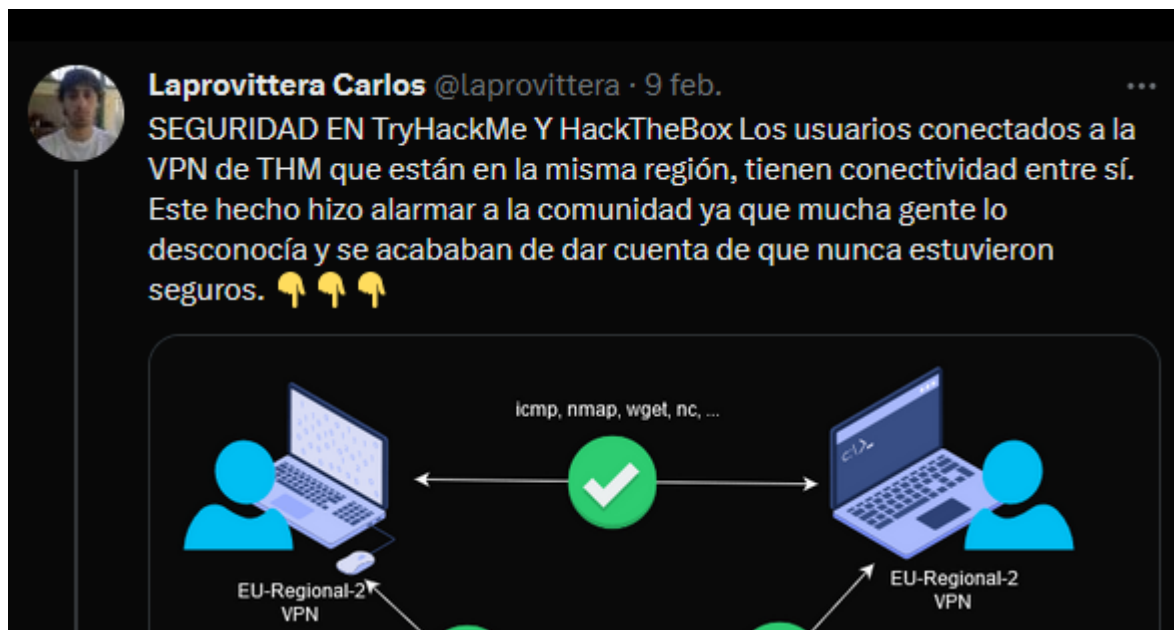 Laprovittera Carlos @laprovittera · 9 feb.
SEGURIDAD EN TryHackMe Y HackTheBox Los usuarios conectados a la
VPN de THM que están en la misma región, tienen conectividad entre sí.
Este hecho hizo alarmar a la comunidad ya que mucha gente lo
desconocía y se acababan de dar cuenta de que nunca estuvieron
seguros. 👇👇👇
icmp, nmap, wget, nc, ...
C:\>_
EU-Regional-2
VPN
EU-Regional-2
VPN